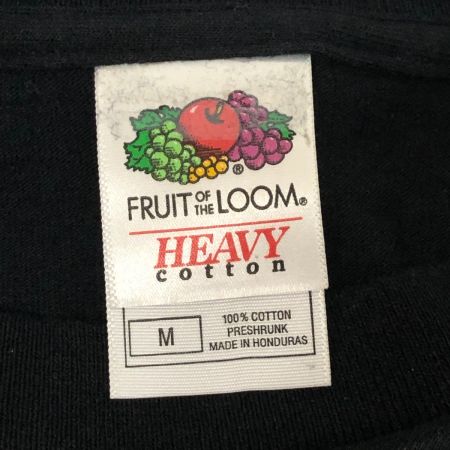 ®
FRUIT OF THE LOOM®
HEAVY
cotton
M
100% COTTON
PRESHRUNK
MADE IN HONDURAS